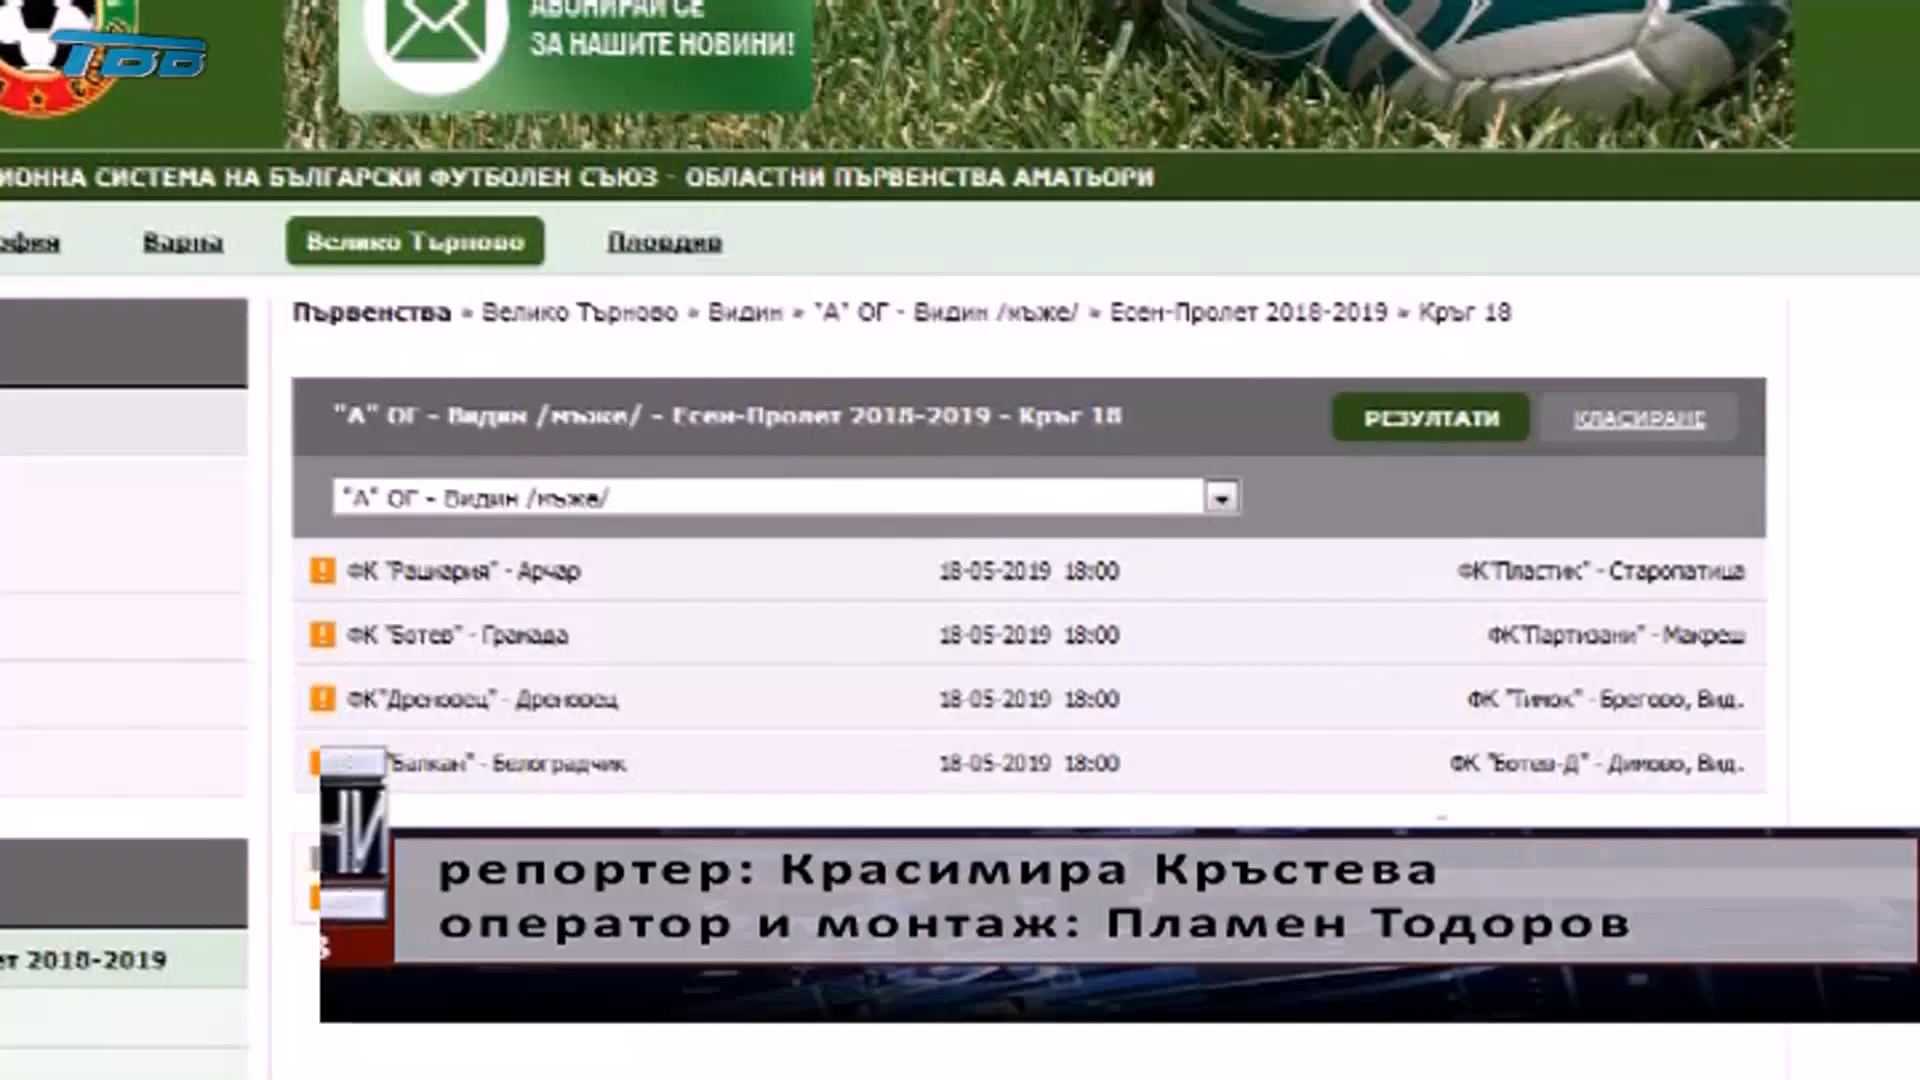 ТВВ
АБОНИРАЙ СЕ
ЗА НАШИТЕ НОВИНИ!
ИОННА СИСТЕМА НА БЪЛГАРСКИ ФУТБОЛЕН СЪЮЗ - ОБЛАСТНИ ПЪРВЕНСТВА АМАТЬОРИ
офия Варна Велико Търново Пловдив
Първенства » Велико Търново » Видин » "А" ОГ - Видин /мъже/ » Есен-Пролет 2018-2019 » Кръг 18
"А" ОГ - Видин /мъже/ - Есен-Пролет 2018-2019 - Кръг 18 РЕЗУЛТАТИ КЛАСИРАНЕ
"А" ОГ - Видин /мъже/
ФК "Рациария" - Арчар 18-05-2019 18:00 ФК"Пластик" - Старопатица
ФК "Ботев" - Грамада 18-05-2019 18:00 ФК"Партизани" - Макреш
ФК"Дреновец" - Дреновец 18-05-2019 18:00 ФК "Тимок" - Брегово, Вид.
"Балкан" - Белоградчик 18-05-2019 18:00 ФК "Ботев-Д" - Димово, Вид.
НИ
репортер: Красимира Кръстева
оператор и монтаж: Пламен Тодоров
ет 2018-2019